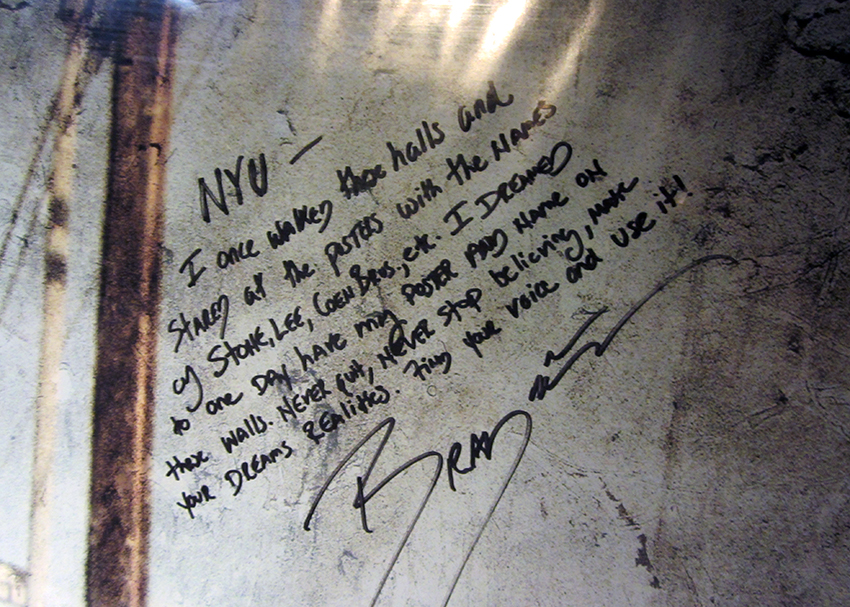 NYU —
I once walked those halls and
stared at the posters with the names
of Stone, Lee, Coen Bros., etc. I dreamed
to one day have my poster and name on
those walls. Never quit, never stop believing, make
your dreams realities. Find your voice and use it!
Brad